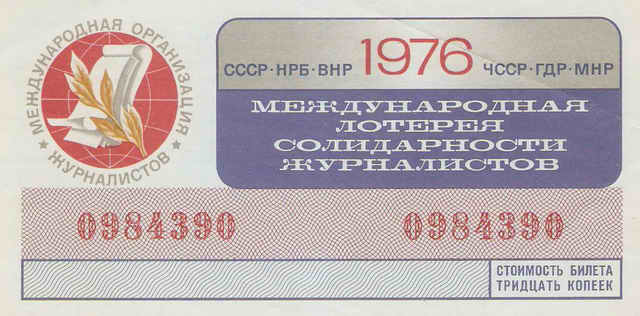 МЕЖДУНАРОДНАЯ ОРГАНИЗАЦИЯ
ЖУРНАЛИСТОВ
СССР·НРБ·ВНР 1976 ЧССР·ГДР·МНР
МЕЖДУНАРОДНАЯ
ЛОТЕРЕЯ
СОЛИДАРНОСТИ
ЖУРНАЛИСТОВ
0984390 0984390
СТОИМОСТЬ БИЛЕТА
ТРИДЦАТЬ КОПЕЕК